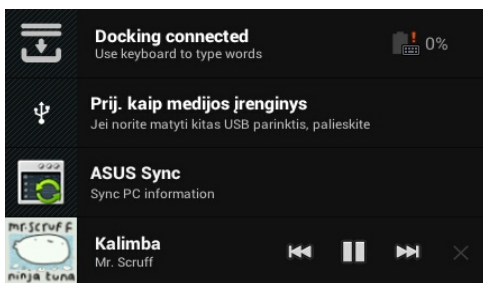 Docking connected
Use keyboard to type words
0%
Prij. kaip medijos įrenginys
Jei norite matyti kitas USB parinktis, palieskite
ASUS Sync
Sync PC information
mr.scruff
ninja tuna
Kalimba
Mr. Scruff